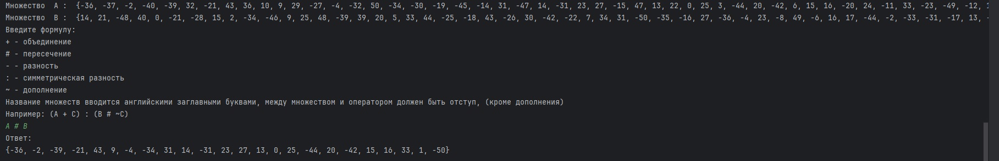 Множество  A :  {-36, -37, -2, -40, -39, 32, -21, 43, 36, 10, 9, 29, -27, -4, -32, 50, -34, -30, -19, -45, -14, 31, -47, 14, -31, 23, 27, -15, 47, 13, 22, 0, 25, 3, -44, 20, -42, 6, 15, 16, -20, 24, -11, 33, -23, -49, -12,
Множество  B :  {14, 21, -48, 40, 0, -21, -28, 15, 2, -34, -46, 9, 25, 48, -39, 39, 20, 5, 33, 44, -25, -18, 43, -26, 30, -42, -22, 7, 34, 31, -50, -35, -16, 27, -36, -4, 23, -8, 49, -6, 16, 17, -44, -2, -33, -31, -17, 13,
Введите формулу:
+ - объединение
# - пересечение
- - разность
: - симметрическая разность
~ - дополнение
Название множеств вводится английскими заглавными буквами, между множеством и оператором должен быть отступ, (кроме дополнения)
Например: (A + C) : (B # ~C)
A # B
Ответ:
{-36, -2, -39, -21, 43, 9, -4, -34, 31, 14, -31, 23, 27, 13, 0, 25, -44, 20, -42, 15, 16, 33, 1, -50}